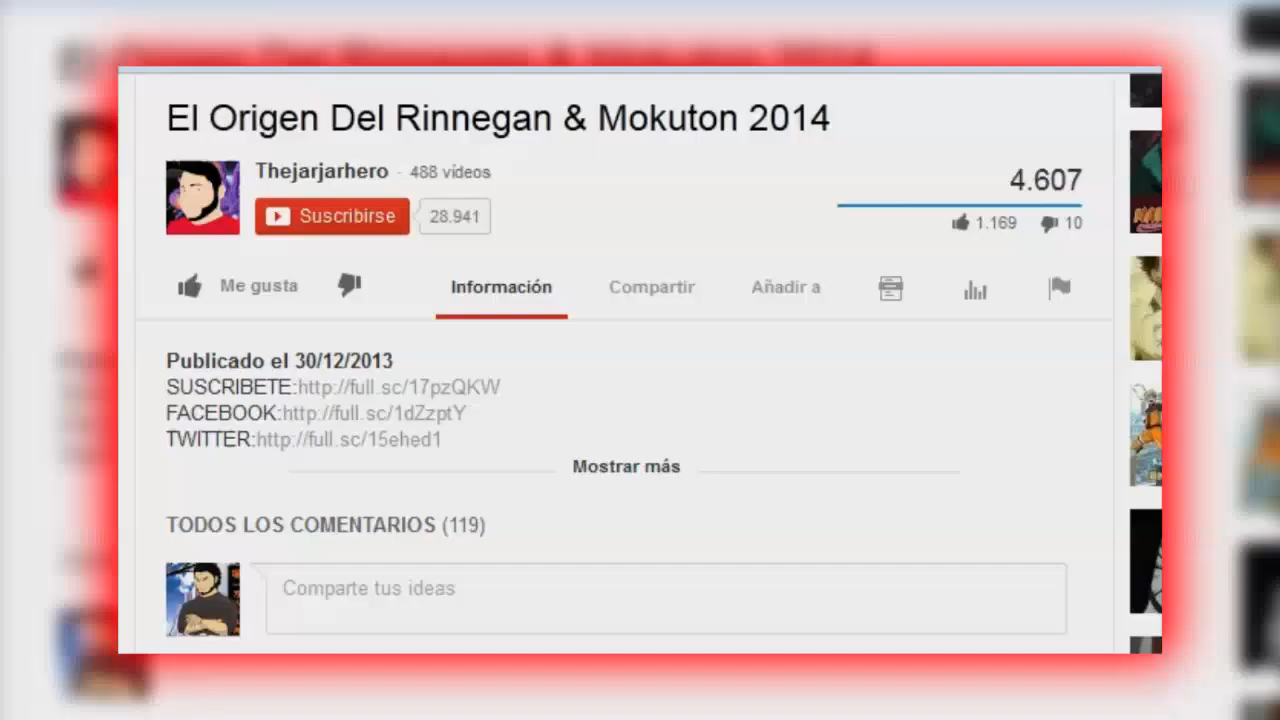 El Origen Del Rinnegan & Mokuton 2014
Thejarjarhero - 488 vídeos
Suscribirse 28.941
4.607
1.169 10
Me gusta
Información Compartir Añadir a
Publicado el 30/12/2013
SUSCRIBETE:http://full.sc/17pzQKW
FACEBOOK:http://full.sc/1dZzptY
TWITTER:http://full.sc/15ehed1
Mostrar más
TODOS LOS COMENTARIOS (119)
Comparte tus ideas